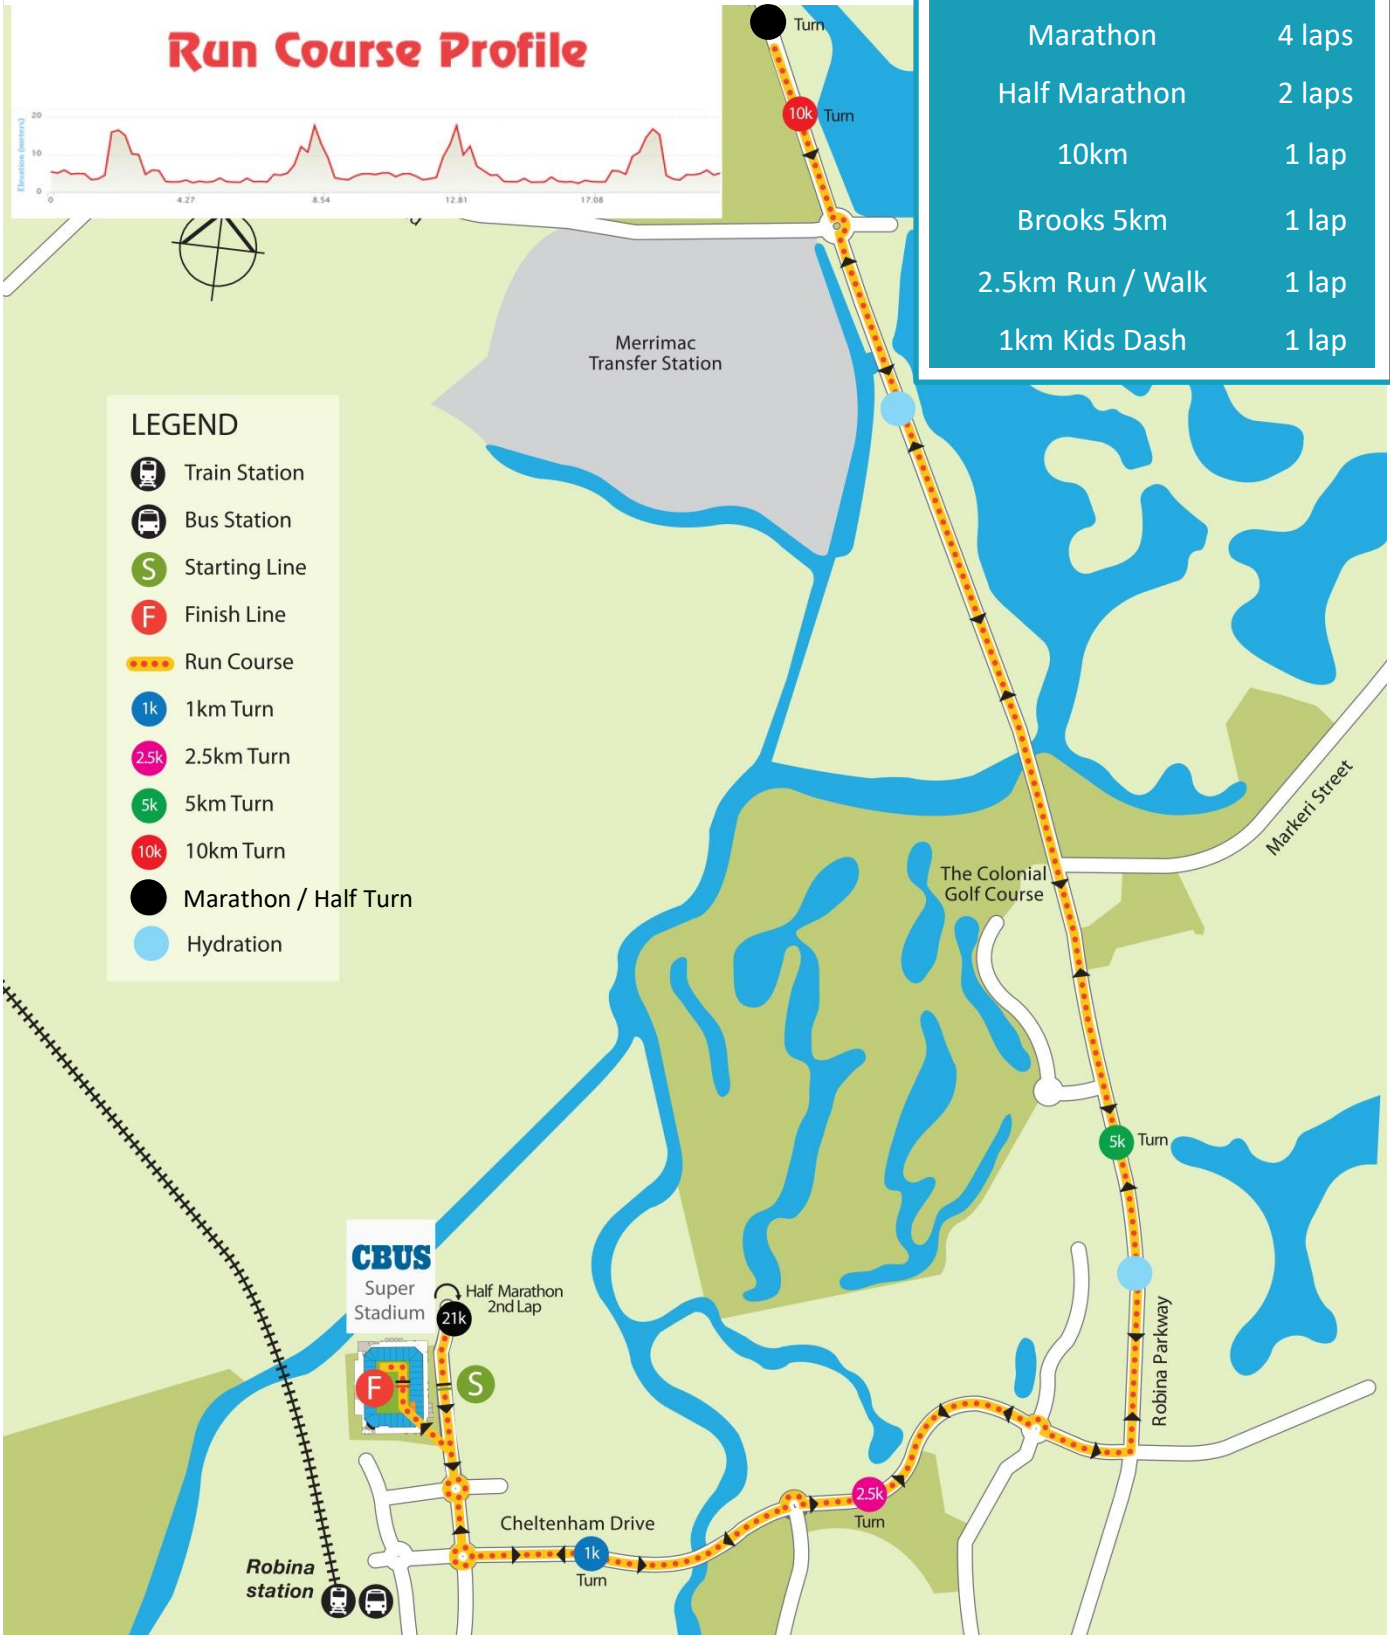 Run Course Profile
Elevation (meters)
20
10
0
0
4.27
8.54
12.81
17.08
Turn
10k
Turn
Marathon 4 laps
Half Marathon 2 laps
10km 1 lap
Brooks 5km 1 lap
2.5km Run / Walk 1 lap
1km Kids Dash 1 lap
Merrimac
Transfer Station
LEGEND
Train Station
Bus Station
S Starting Line
F Finish Line
Run Course
1k 1km Turn
2.5k 2.5km Turn
5k 5km Turn
10k 10km Turn
Marathon / Half Turn
Hydration
Markeri Street
The Colonial
Golf Course
5k
Turn
CBUS
Super
Stadium
Half Marathon
2nd Lap
21k
F
S
Robina Parkway
2.5k
Turn
Cheltenham Drive
1k
Turn
Robina
station